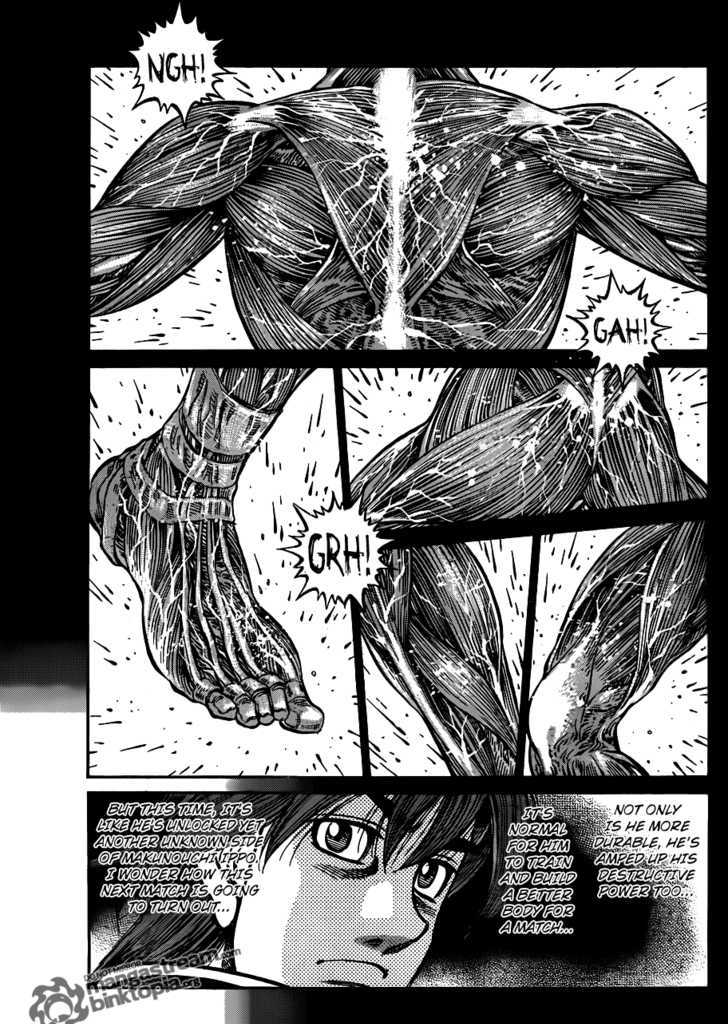 NGH!
GAH!
GRH!
NOT ONLY
IS HE MORE
DURABLE, HE'S
AMPED UP HIS
DESTRUCTIVE
POWER TOO...
IT'S
NORMAL
FOR HIM
TO TRAIN
AND BUILD
A BETTER
BODY FOR
A MATCH...
BUT THIS TIME, IT'S
LIKE HE'S UNLOCKED YET
ANOTHER UNKNOWN SIDE
OF MAKUNOUCHI IPPO.
I WONDER HOW THIS
NEXT MATCH IS GOING
TO TURN OUT...
mangastream.com
binktopia.org